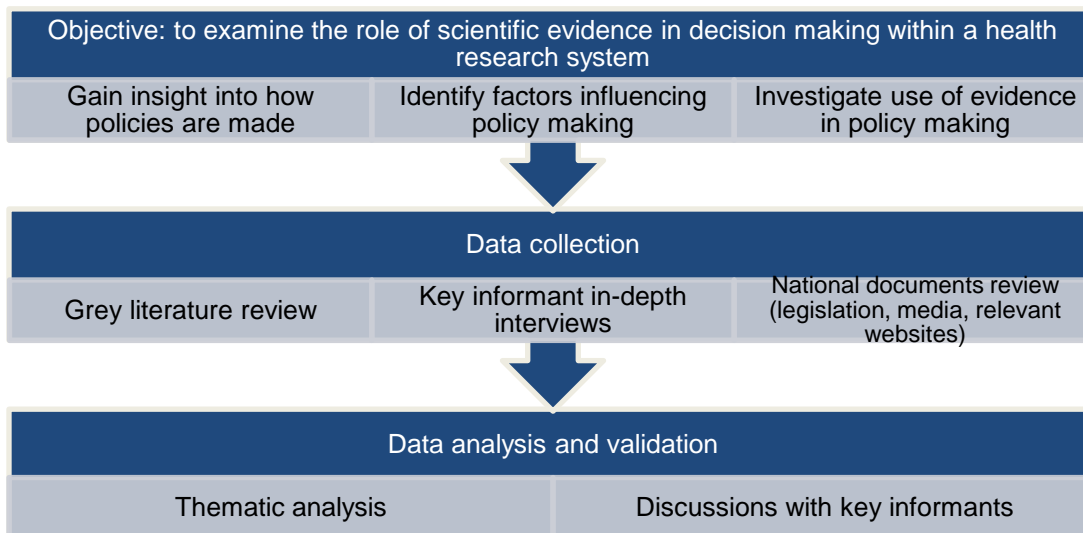 Objective: to examine the role of scientific evidence in decision making within a health
research system
Gain insight into how
policies are made
Identify factors influencing
policy making
Investigate use of evidence
in policy making
Data collection
Grey literature review
Key informant in-depth
interviews
National documents review
(legislation, media, relevant
websites)
Data analysis and validation
Thematic analysis
Discussions with key informants